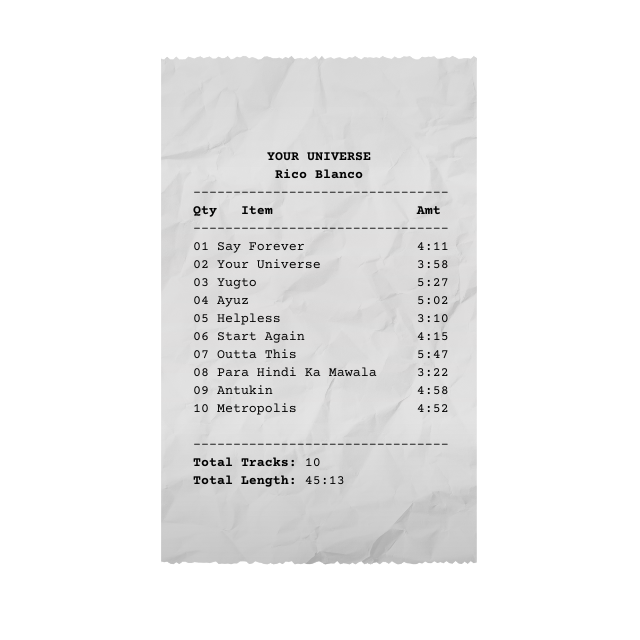 YOUR UNIVERSE
Rico Blanco
--------------------------------
Qty Item Amt
--------------------------------
01 Say Forever 4:11
02 Your Universe 3:58
03 Yugto 5:27
04 Ayuz 5:02
05 Helpless 3:10
06 Start Again 4:15
07 Outta This 5:47
08 Para Hindi Ka Mawala 3:22
09 Antukin 4:58
10 Metropolis 4:52
--------------------------------
Total Tracks: 10
Total Length: 45:13